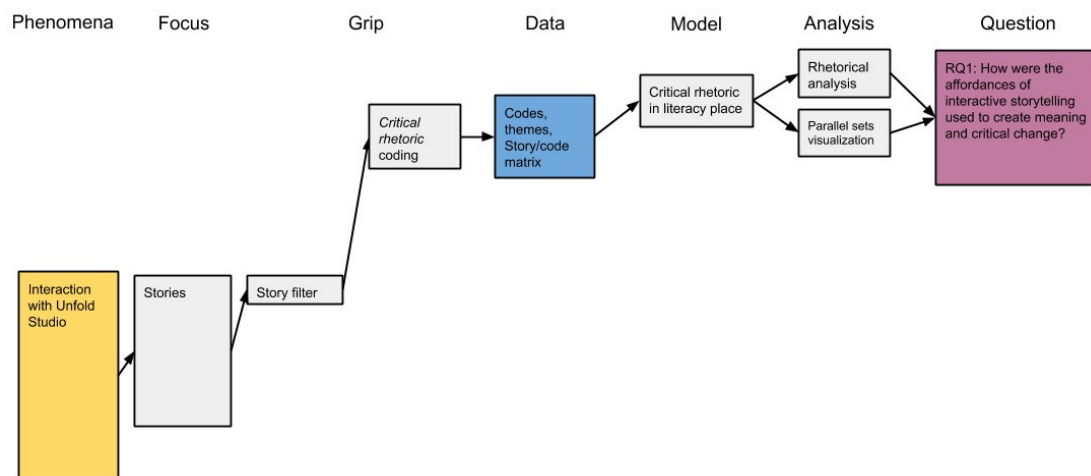 Phenomena Focus Grip Data Model Analysis Question
Interaction
with Unfold
Studio
Stories
Story filter
Critical
rhetoric
coding
Codes,
themes,
Story/code
matrix
Critical rhetoric
in literacy place
Rhetorical
analysis
Parallel sets
visualization
RQ1: How were the
affordances of
interactive storytelling
used to create meaning
and critical change?